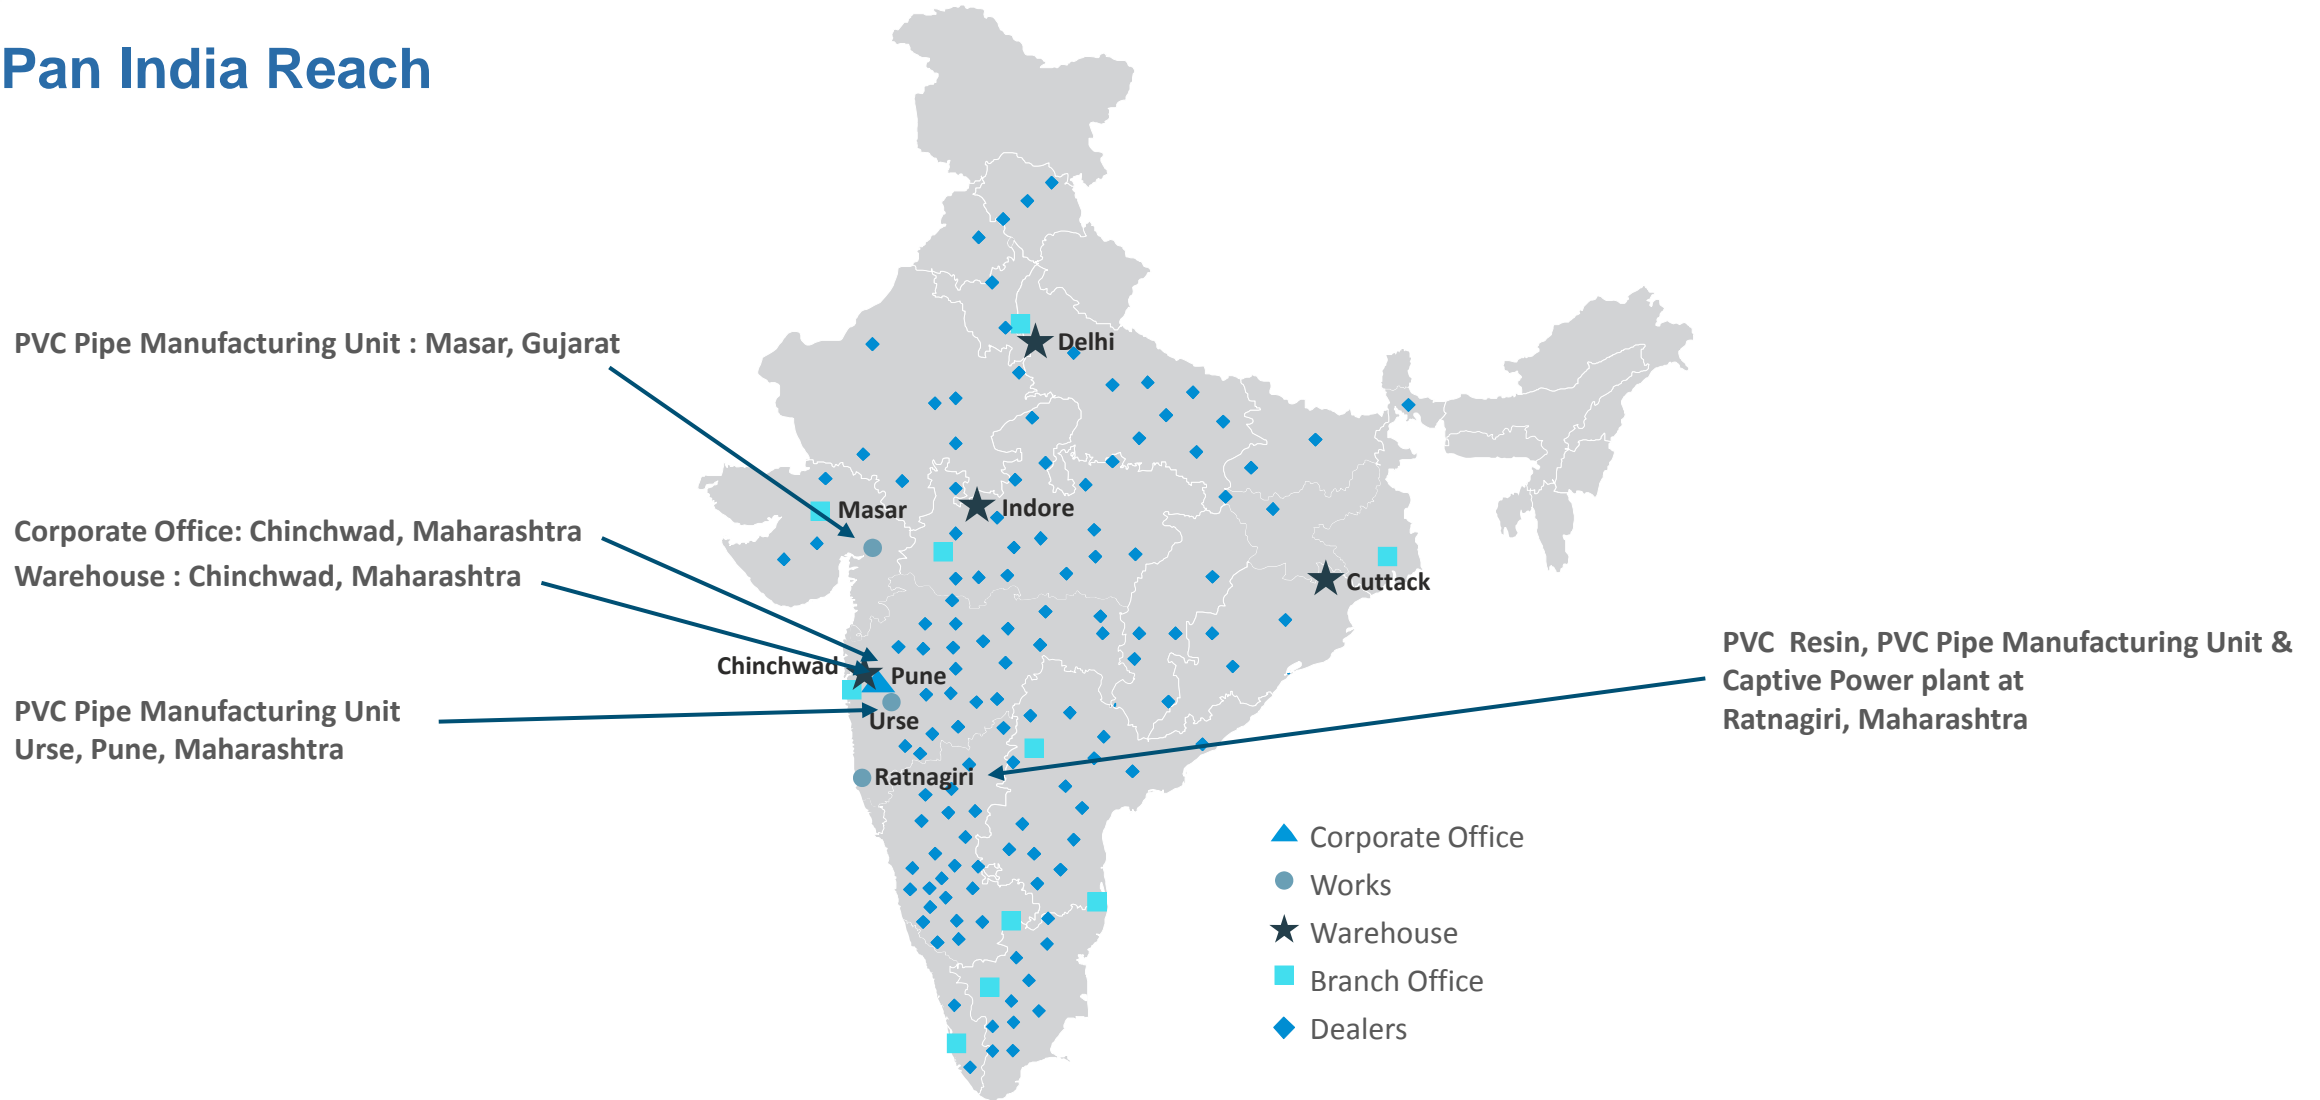 Pan India Reach
PVC Pipe Manufacturing Unit : Masar, Gujarat
Corporate Office: Chinchwad, Maharashtra
Warehouse : Chinchwad, Maharashtra
PVC Pipe Manufacturing Unit
Urse, Pune, Maharashtra
Delhi
Masar
Indore
Cuttack
Chinchwad
Pune
Urse
Ratnagiri
PVC Resin, PVC Pipe Manufacturing Unit &
Captive Power plant at
Ratnagiri, Maharashtra
Corporate Office
Works
Warehouse
Branch Office
Dealers